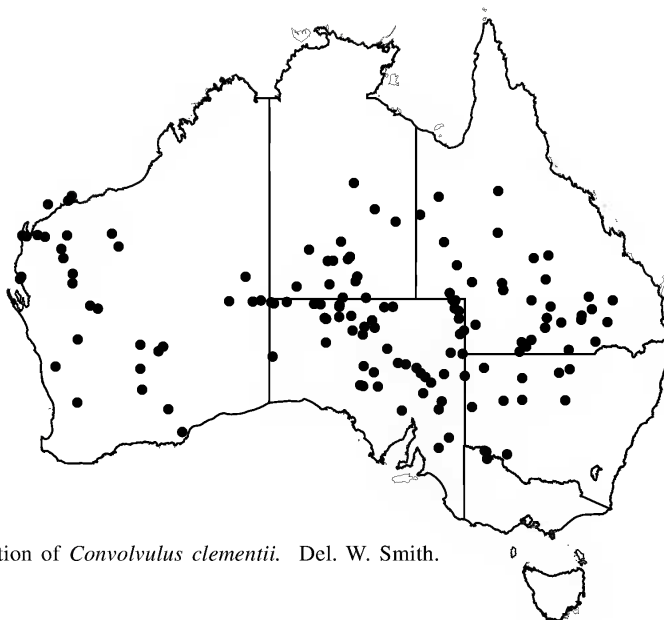 tion of Convolvulus clementii. Del. W. Smith.